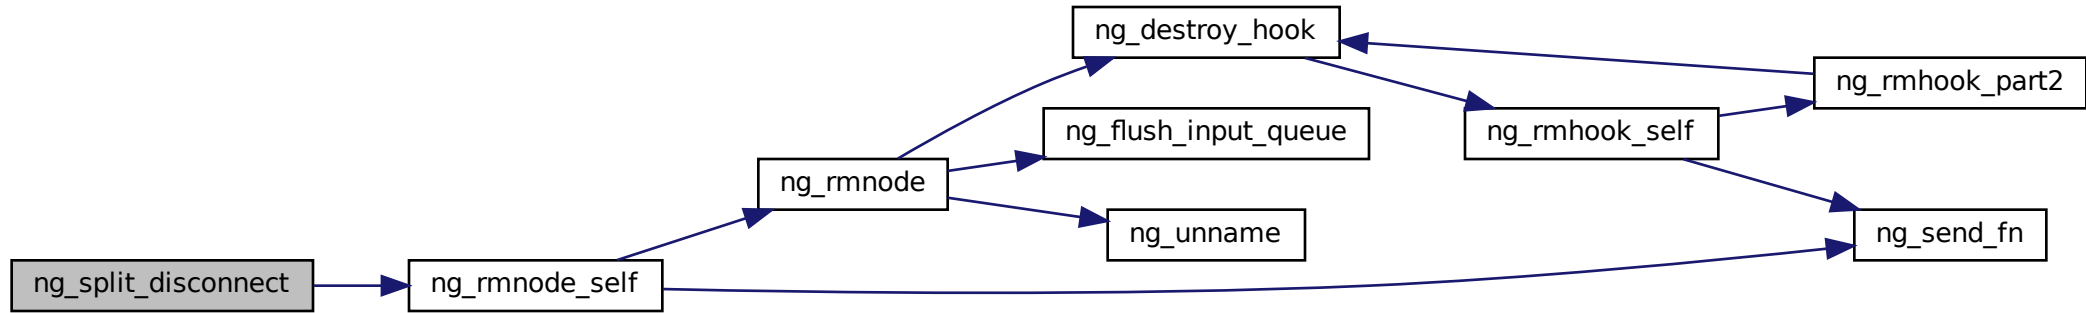 ng_split_disconnect
ng_rmnode_self
ng_rmnode
ng_destroy_hook
ng_flush_input_queue
ng_unname
ng_rmhook_self
ng_rmhook_part2
ng_send_fn